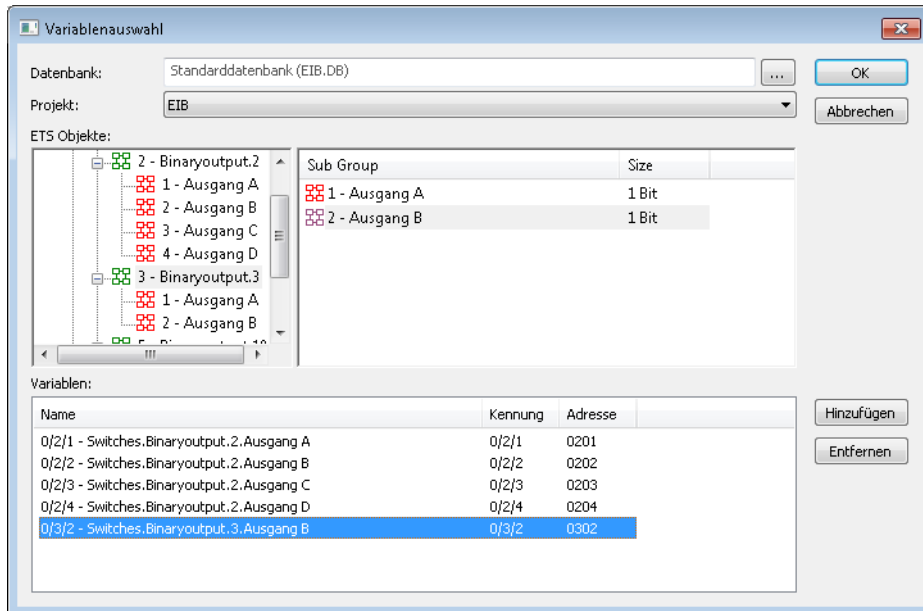 Variablenauswahl
Datenbank: Standarddatenbank (EIB.DB) ... OK
Projekt: EIB Abbrechen
ETS Objekte:
2 - Binaryoutput.2
1 - Ausgang A
2 - Ausgang B
3 - Ausgang C
4 - Ausgang D
3 - Binaryoutput.3
1 - Ausgang A
2 - Ausgang B
Sub Group Size
1 - Ausgang A 1 Bit
2 - Ausgang B 1 Bit
Variablen:
Name Kennung Adresse Hinzufügen
0/2/1 - Switches.Binaryoutput.2.Ausgang A 0/2/1 0201
Entfernen
0/2/2 - Switches.Binaryoutput.2.Ausgang B 0/2/2 0202
0/2/3 - Switches.Binaryoutput.2.Ausgang C 0/2/3 0203
0/2/4 - Switches.Binaryoutput.2.Ausgang D 0/2/4 0204
0/3/2 - Switches.Binaryoutput.3.Ausgang B 0/3/2 0302